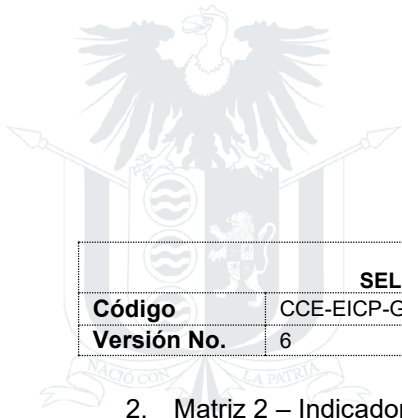 SEL
Código CCE-EICP-G
Versión No. 6
NACIÓ CON LA PATRIA
2. Matriz 2 – Indicador